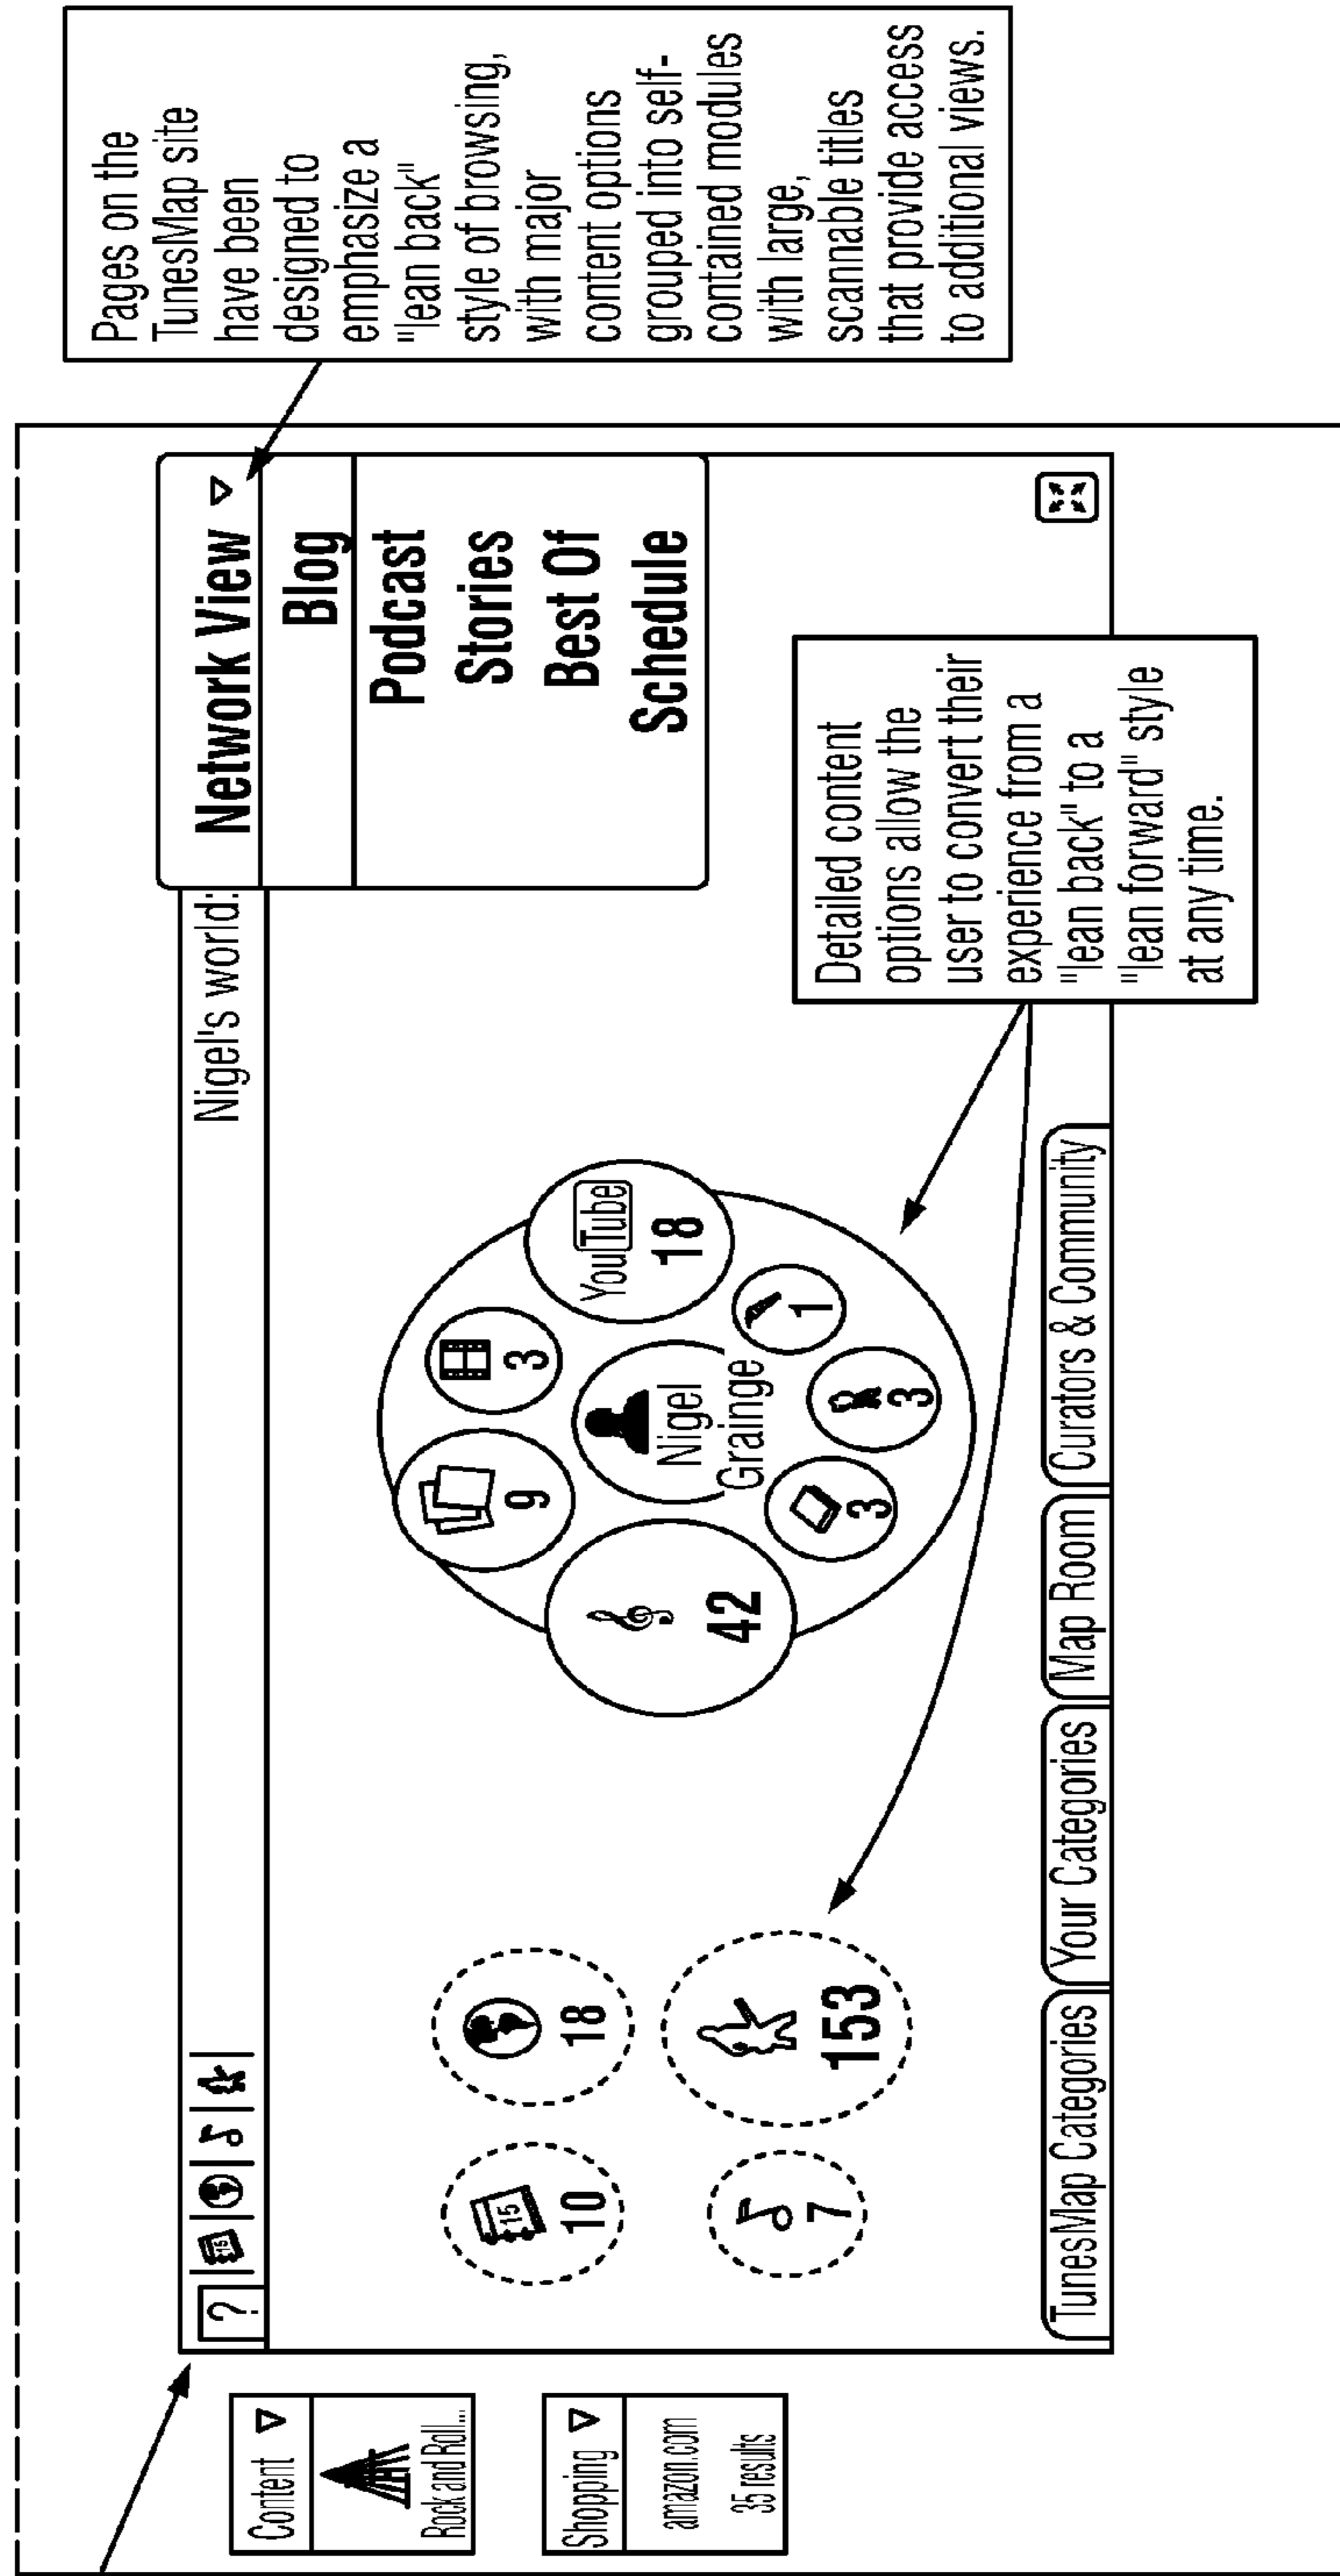 Pages on the
TunesMap site
have been
designed to
emphasize a
"lean back"
style of browsing,
with major
content options
grouped into self-
contained modules
with large,
scannable titles
that provide access
to additional views.
Content
Rock and Roll...
Shopping
amazon.com
35 results
?
15
Nigel's world:
Network View
Blog
Podcast
Stories
Best Of
Schedule
15
10
18
7
153
42
9
3
YouTube
18
1
3
3
Nigel
Grainge
Detailed content
options allow the
user to convert their
experience from a
"lean back" to a
"lean forward" style
at any time.
TunesMap Categories
Your Categories
Map Room
Curators & Community